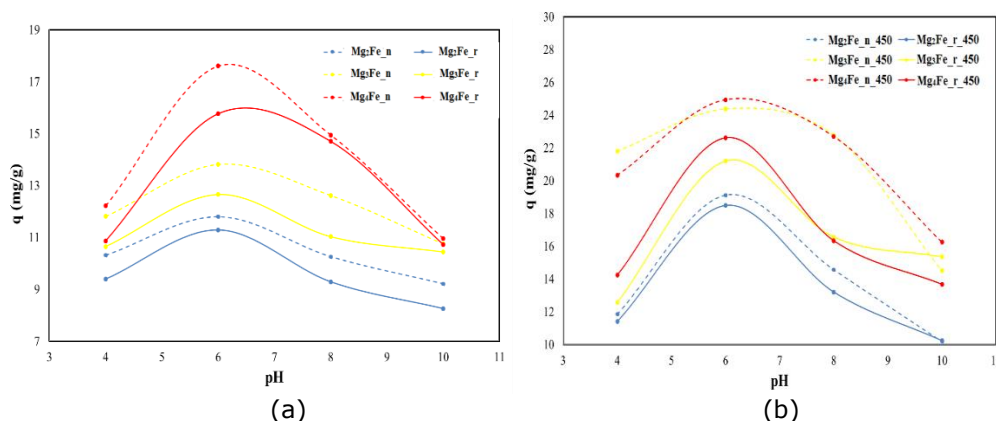 19
17
15
13
11
9
7
q (mg/g)
Mg₂Fe_n Mg₂Fe_r
Mg₃Fe_n Mg₃Fe_r
Mg₄Fe_n Mg₄Fe_r
3 4 5 6 7 8 9 10 11
pH
(a)
30
28
26
24
22
20
18
16
14
12
10
q (mg/g)
Mg₂Fe_n_450 Mg₂Fe_r_450
Mg₃Fe_n_450 Mg₃Fe_r_450
Mg₄Fe_n_450 Mg₄Fe_r_450
3 4 5 6 7 8 9 10
pH
(b)